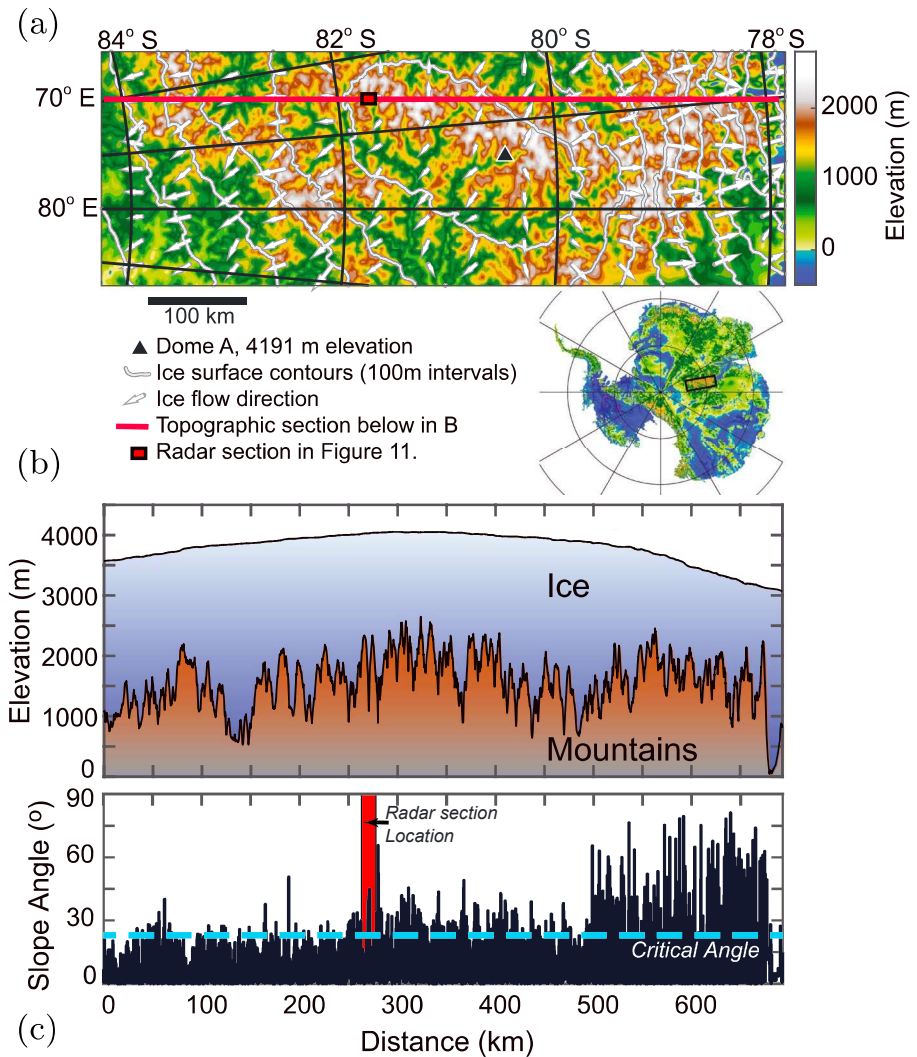 (a)
84° S 82° S 80° S 78° S
70° E
80° E
2000
1000
0
Elevation (m)
100 km
Dome A, 4191 m elevation
Ice surface contours (100m intervals)
Ice flow direction
Topographic section below in B
Radar section in Figure 11.
(b)
4000
3000
2000
1000
0
Elevation (m)
Ice
Mountains
90
60
30
0
Slope Angle (º)
Radar section
Location
Critical Angle
0 100 200 300 400 500 600
Distance (km)
(c)